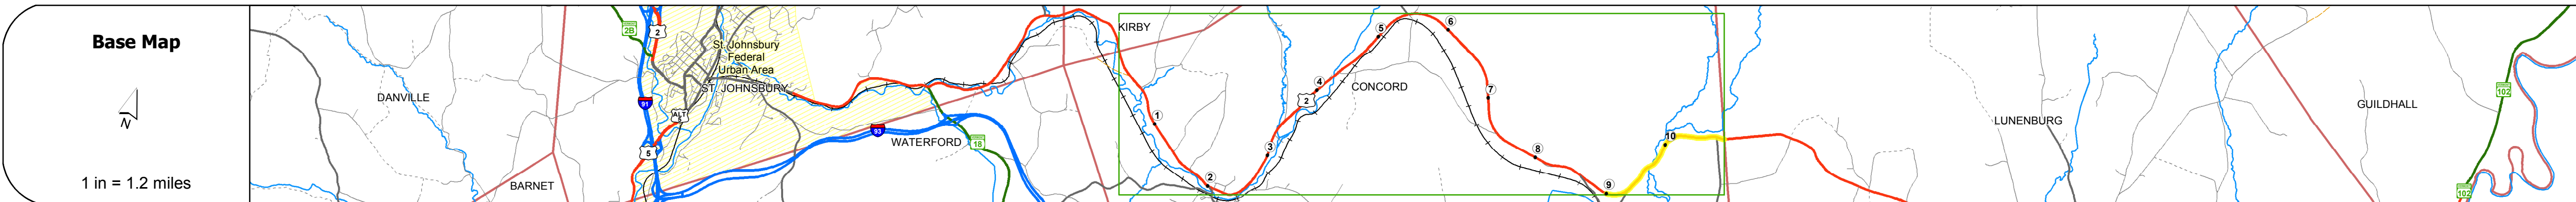 Base Map
N
1 in = 1.2 miles
DANVILLE
BARNET
2B
2
St. Johnsbury
Federal
Urban Area
ST. JOHNSBURY
91
ALT
5
5
93
WATERFORD
18
KIRBY
1
2
3
2
4
5
CONCORD
6
7
8
9
10
LUNENBURG
GUILDHALL
102
102